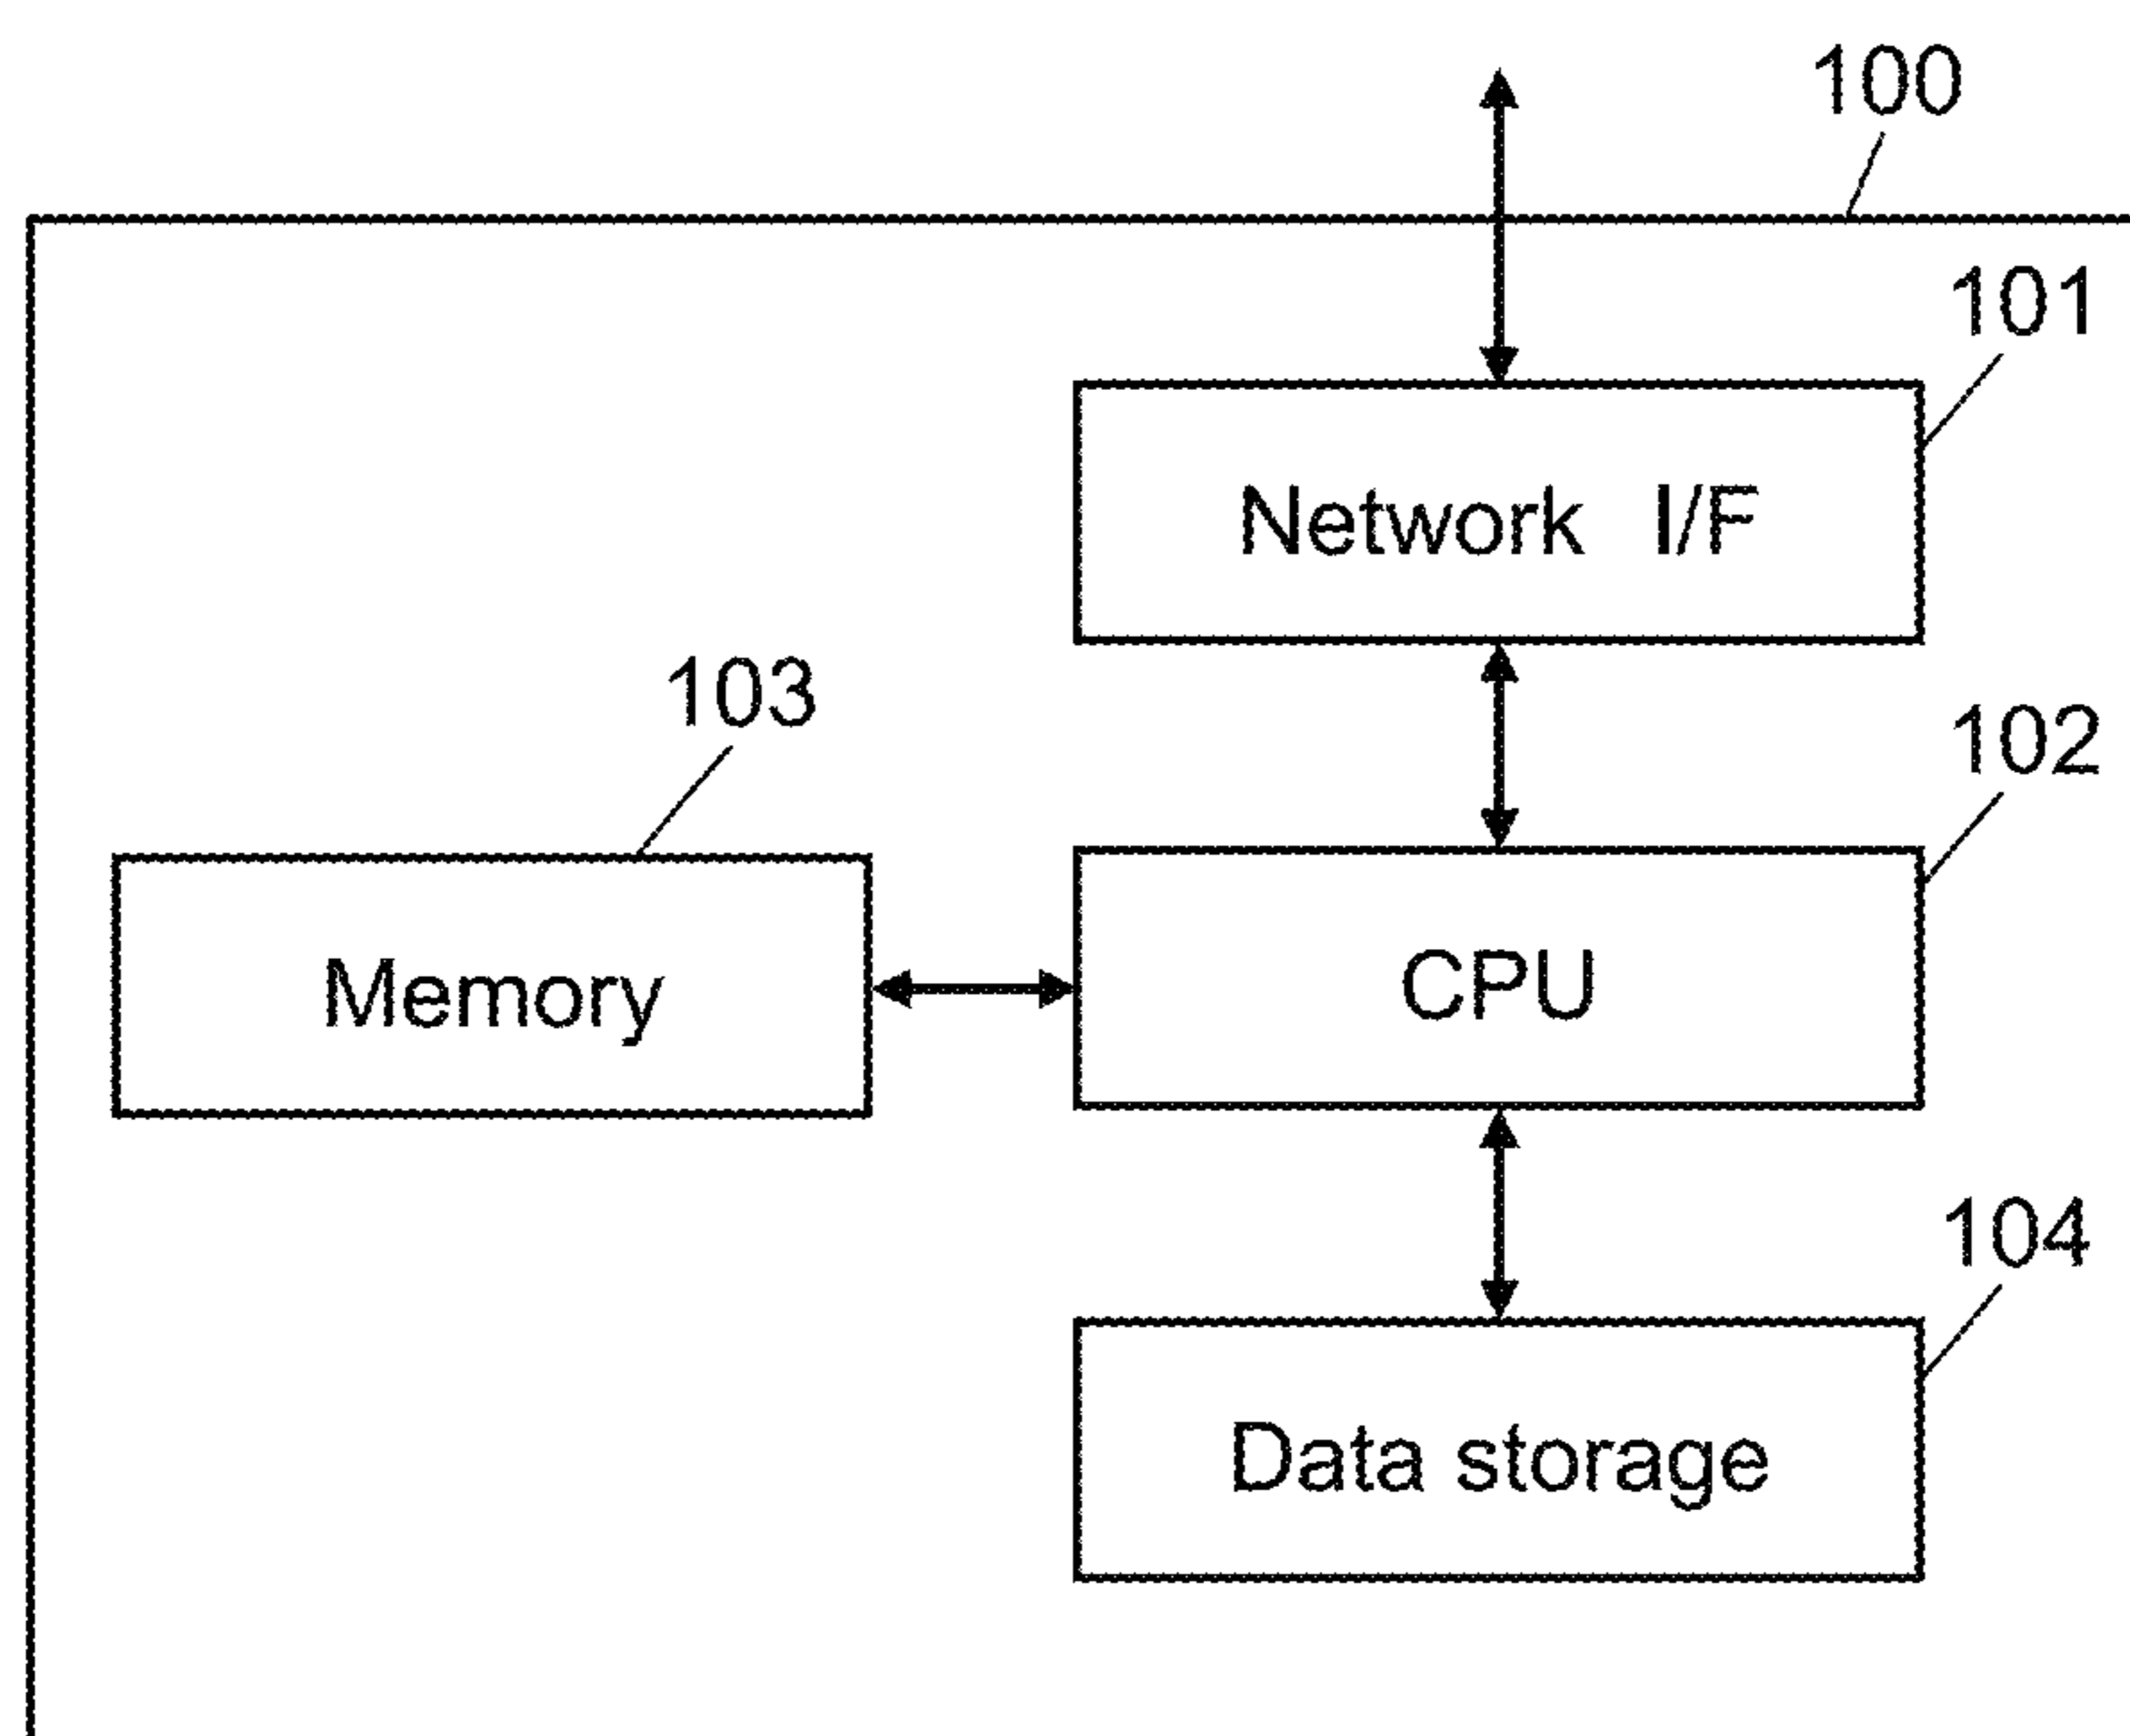 100
101
Network I/F
103
102
Memory
CPU
104
Data storage